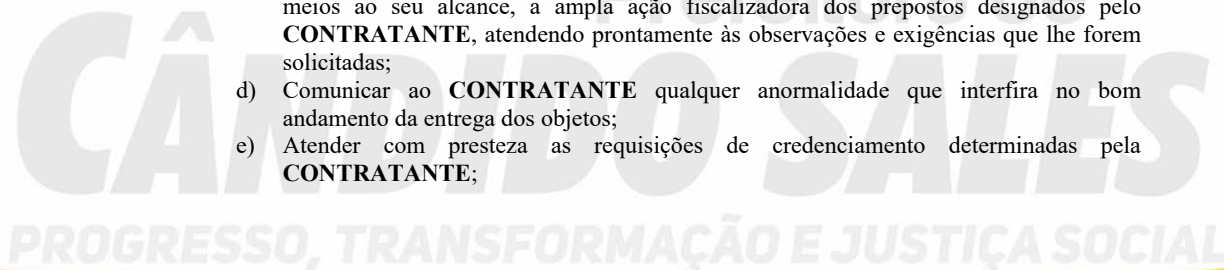 meios ao seu alcance, a ampla ação fiscalizadora dos prepostos designados pelo
CONTRATANTE, atendendo prontamente às observações e exigências que lhe forem
solicitadas;
d) Comunicar ao CONTRATANTE qualquer anormalidade que interfira no bom
andamento da entrega dos objetos;
e) Atender com presteza as requisições de credenciamento determinadas pela
CONTRATANTE;
CÂNDIDO SALES
PROGRESSO, TRANSFORMAÇÃO E JUSTIÇA SOCIAL